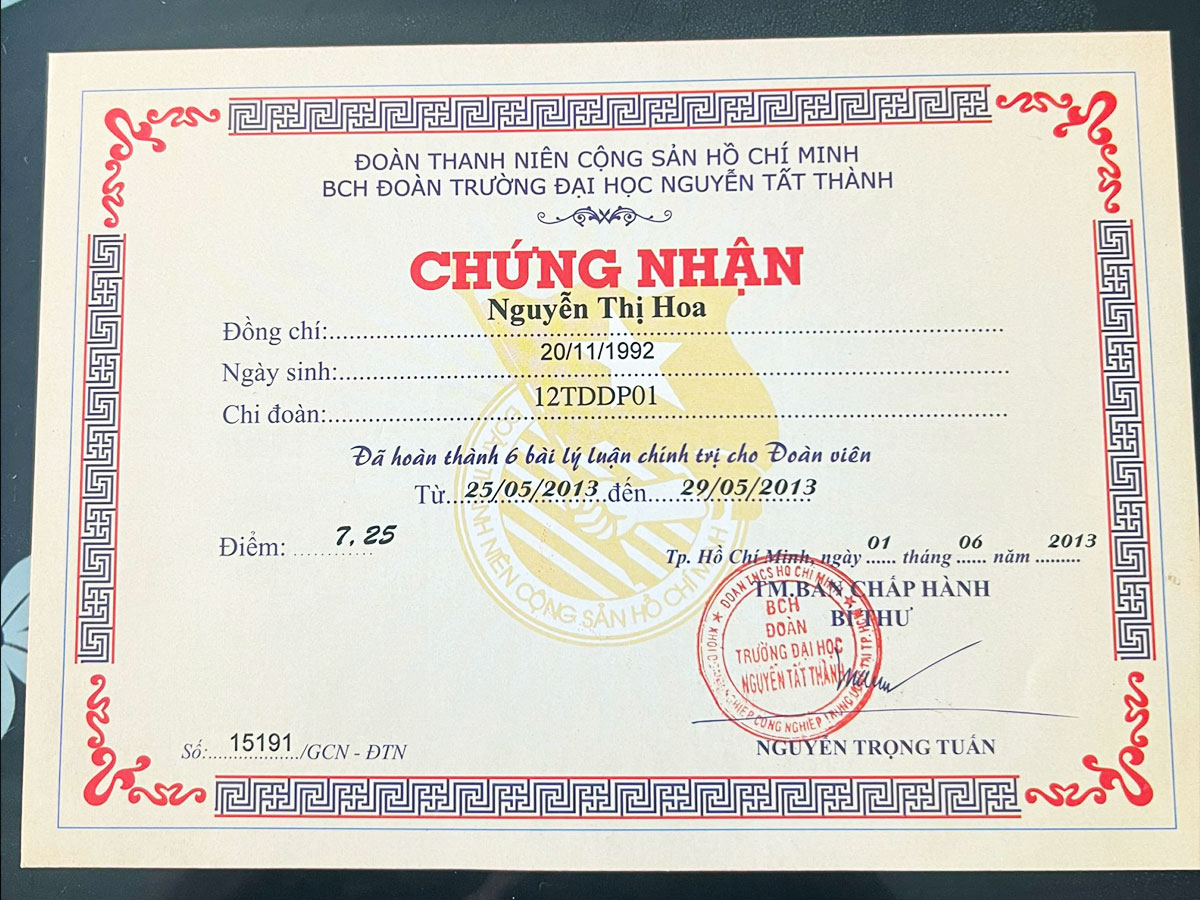 ĐOÀN THANH NIÊN CỘNG SẢN HỒ CHÍ MINH
BCH ĐOÀN TRƯỜNG ĐẠI HỌC NGUYỄN TẤT THÀNH
CHỨNG NHẬN
Đồng chí: Nguyễn Thị Hoa
Ngày sinh: 20/11/1992
Chi đoàn: 12TDDP01
Đã hoàn thành 6 bài lý luận chính trị cho Đoàn viên
Từ 25/05/2013 đến 29/05/2013
Điểm: 7,25
Tp. Hồ Chí Minh, ngày 01 tháng 06 năm 2013
TM.BAN CHẤP HÀNH
BÍ THƯ
ĐOÀN TNCS HỒ CHÍ MINH
BCH
ĐOÀN
TRƯỜNG ĐẠI HỌC
NGUYỄN TẤT THÀNH
CÔNG NGHIỆP TRUNG
NGUYỄN TRỌNG TUẤN
Số: 15191 /GCN - ĐTN
THANH NIÊN CỘNG SẢN HỒ CHÍ MINH